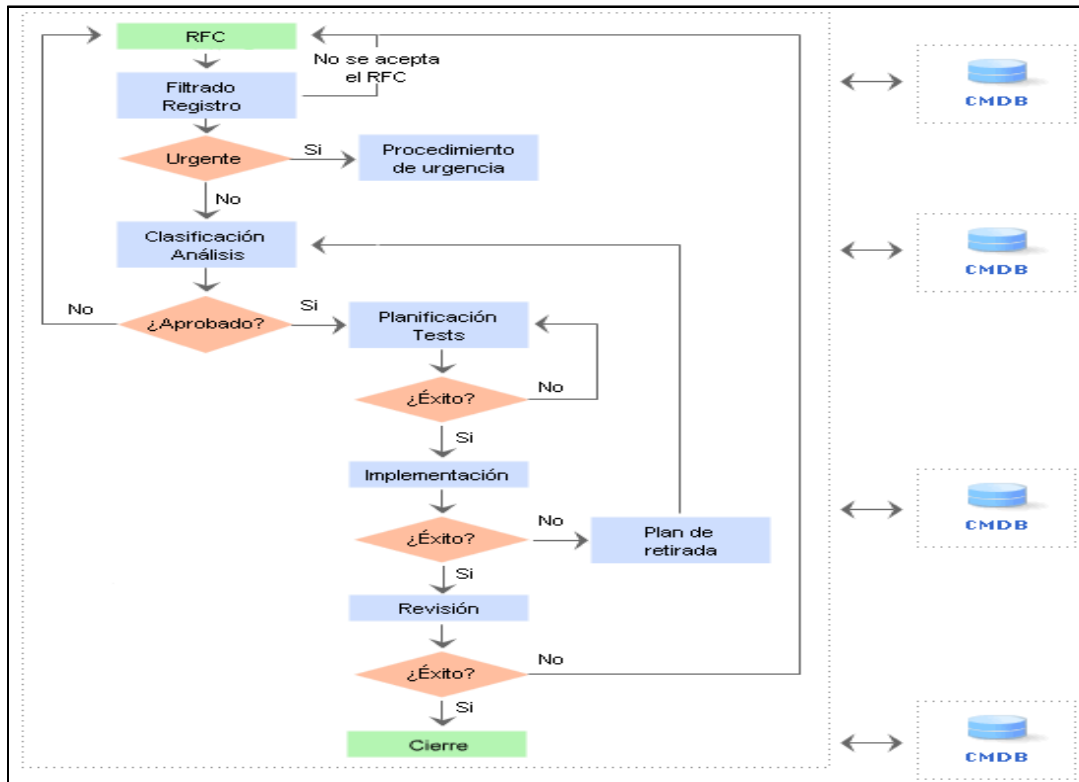 RFC
No se acepta
el RFC
CMDB
Filtrado
Registro
Urgente
Si
Procedimiento
de urgencia
No
Clasificación
Análisis
CMDB
No
¿Aprobado?
Si
Planificación
Tests
¿Éxito?
No
Si
Implementación
CMDB
¿Éxito?
No
Plan de
retirada
Si
Revisión
¿Éxito?
No
Si
Cierre
CMDB